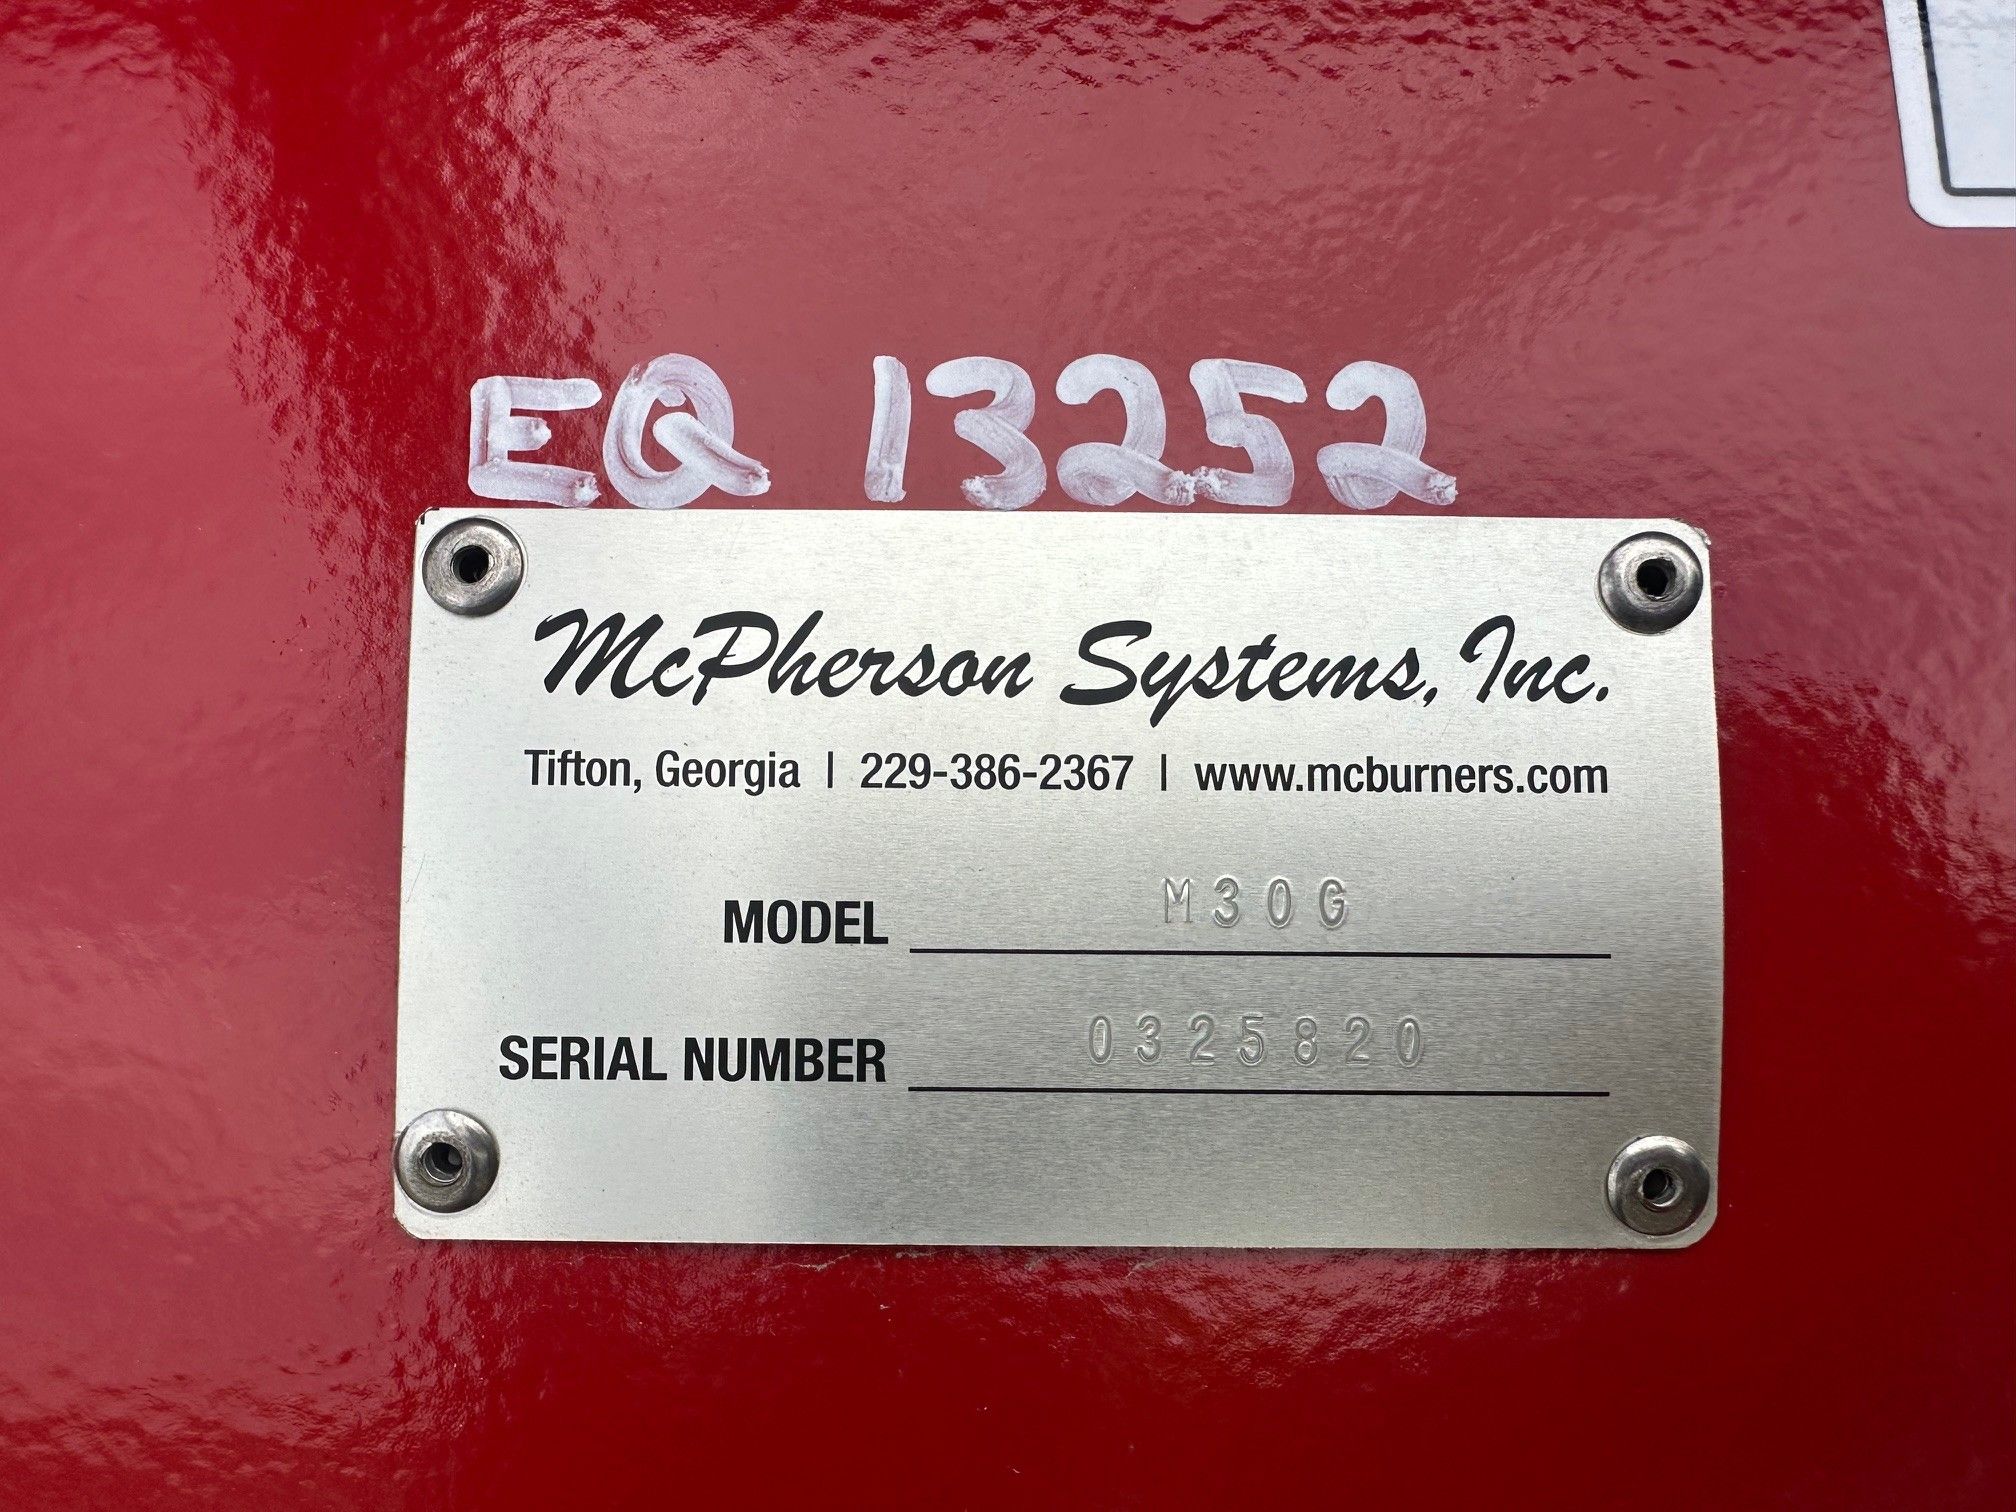 EQ 13252
McPherson Systems, Inc.
Tifton, Georgia | 229-386-2367 | www.mcburners.com
MODEL M30G
SERIAL NUMBER 0325820